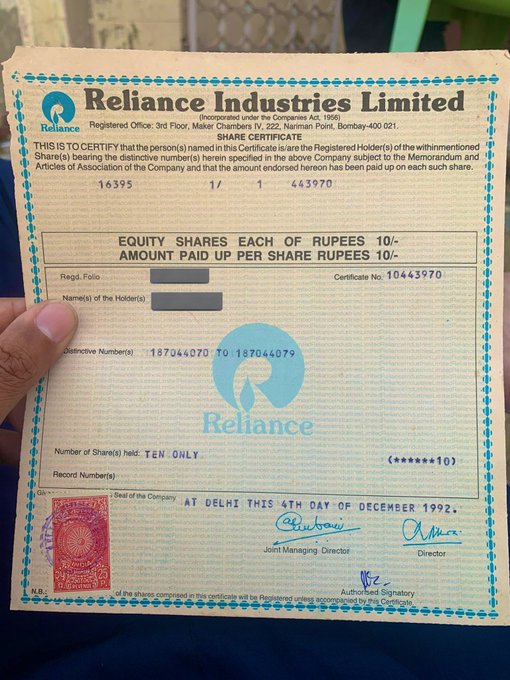 Reliance Industries Limited
Reliance
(Incorporated under the Companies Act, 1956)
Registered Office: 3rd Floor, Maker Chambers IV, 222, Nariman Point, Bombay-400 021.
SHARE CERTIFICATE
THIS IS TO CERTIFY that the person(s) named in this Certificate is/are the Registered Holder(s) of the withinmentioned
Share(s) bearing the distinctive number(s) herein specified in the above Company subject to the Memorandum and
Articles of Association of the Company and that the amount endorsed hereon has been paid up on each such share.
16395 1/ 1 443970
EQUITY SHARES EACH OF RUPEES 10/-
AMOUNT PAID UP PER SHARE RUPEES 10/-
Regd. Folio
Certificate No. 10443970
Name(s) of the Holder(s)
Distinctive Number(s) 187044070 TO 187044079
Reliance
Number of Share(s) held: TEN ONLY (******10)
Record Number(s)
Seal of the Company AT DELHI THIS 4TH DAY OF DECEMBER 1992.
Joint Managing Director
Director
INDIA
25
P.
Authorised Signatory
N.B.: of the shares comprised in this certificate will be Registered unless accompanied by this Certificate.